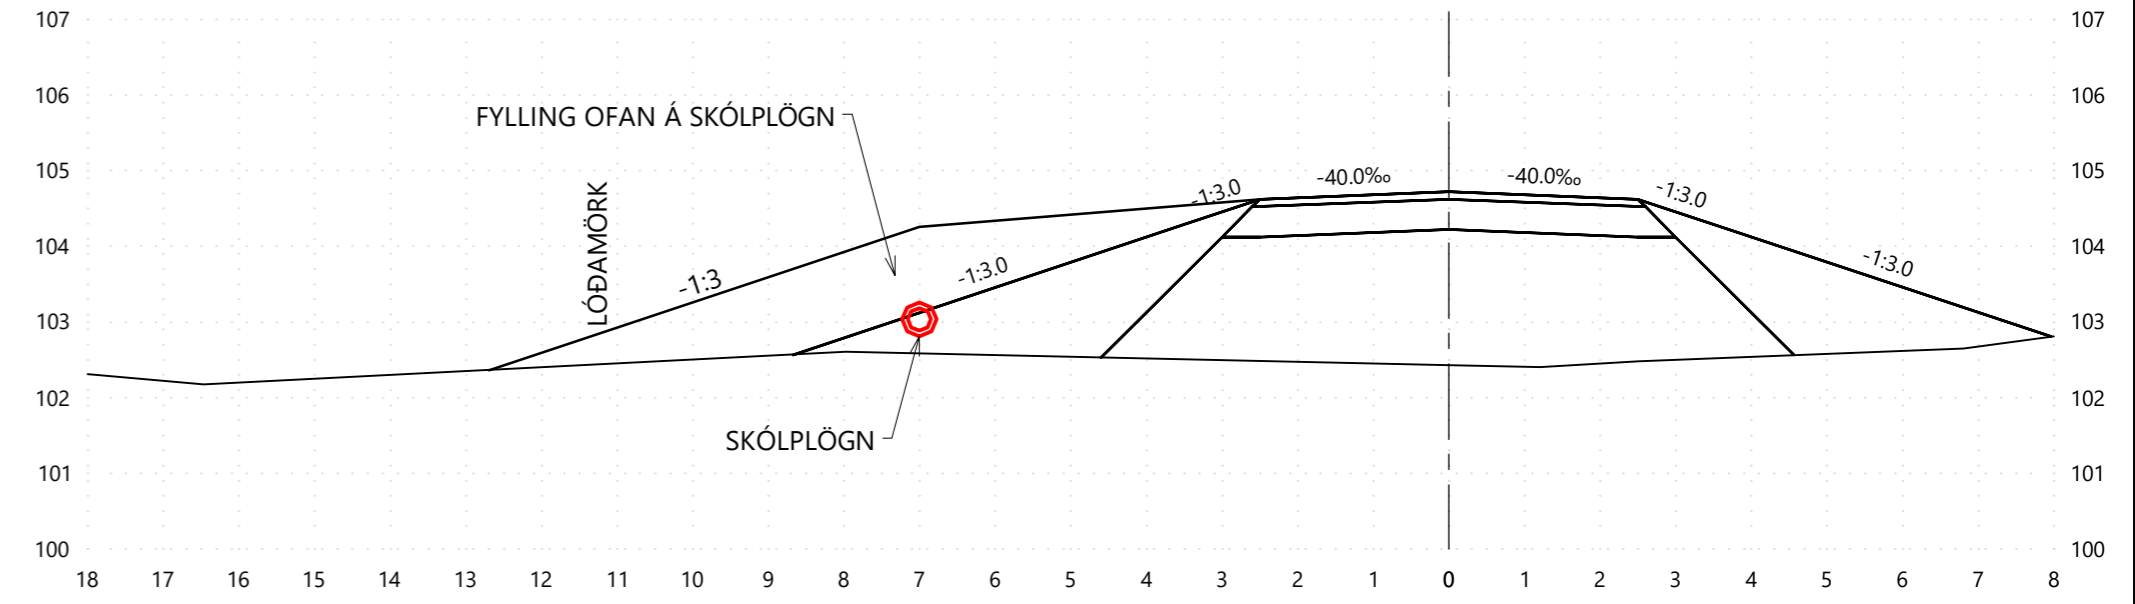 107 107
106 106
FYLLING OFAN Á SKÓLPLÖGN
105 105
-1:3.0 -40.0‰ -40.0‰ -1:3.0
LÓÐAMÖRK
104 104
-1:3 -1:3.0 -1:3.0
103 103
102 102
SKÓLPLÖGN
101 101
100 100
18 17 16 15 14 13 12 11 10 9 8 7 6 5 4 3 2 1 0 1 2 3 4 5 6 7 8